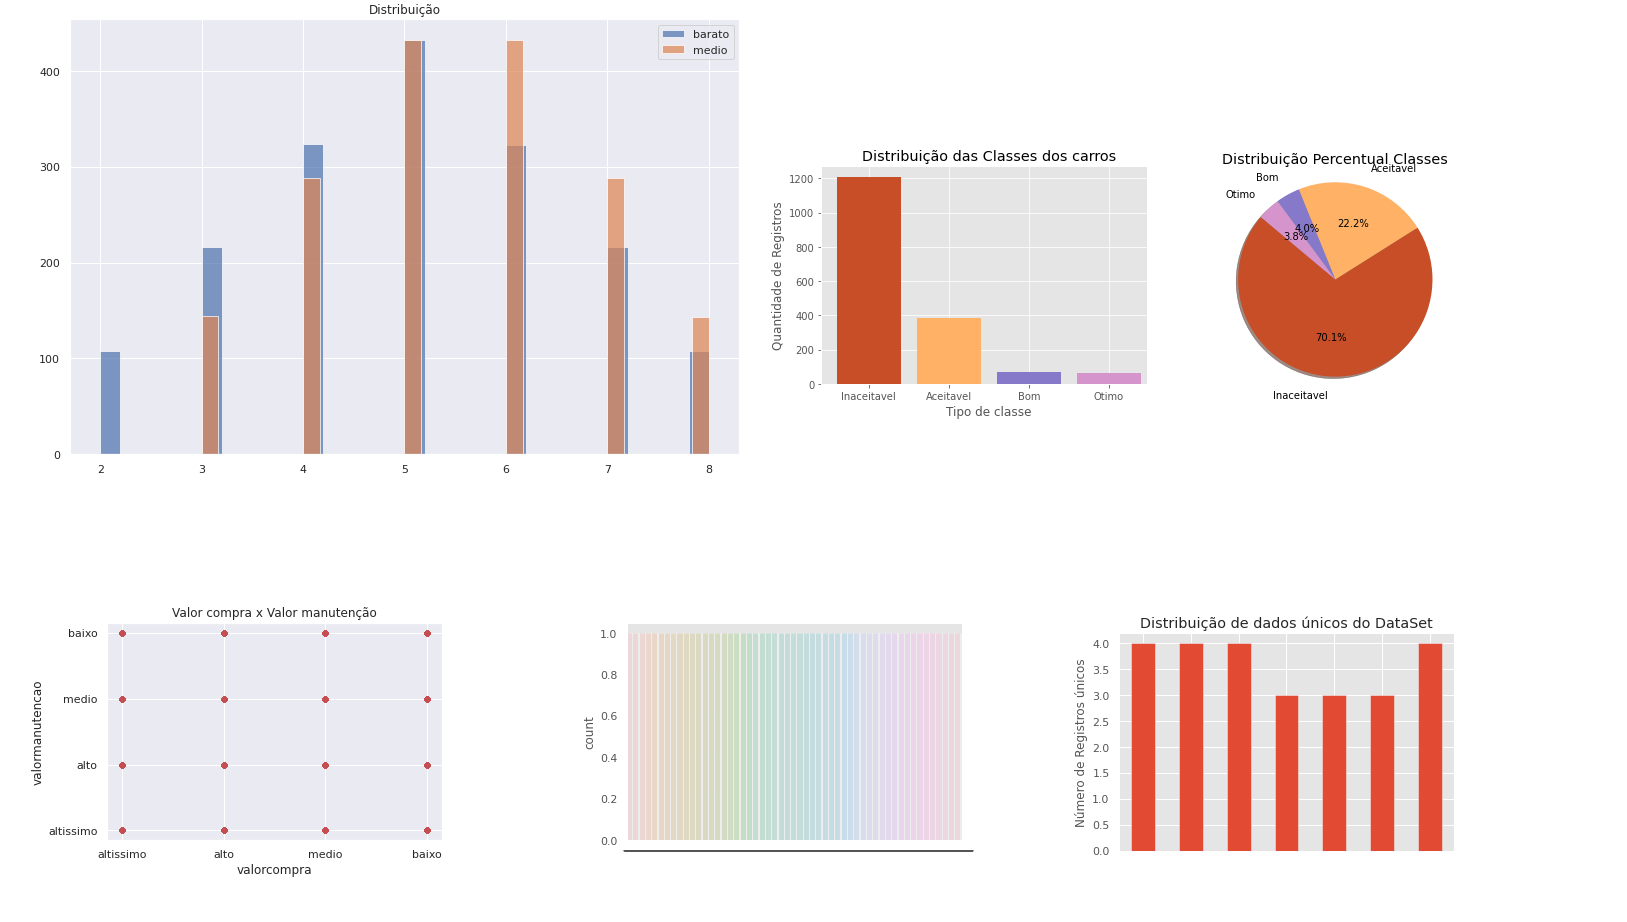 Distribuição
400
300
200
100
0
2 3 4 5 6 7 8
barato
medio
Distribuição das Classes dos carros
Quantidade de Registros
1200
1000
800
600
400
200
0
Inaceitavel Aceitavel Bom Otimo
Tipo de classe
Distribuição Percentual Classes
Aceitavel
Bom
Otimo
22.2%
4.0%
3.8%
70.1%
Inaceitavel
Valor compra x Valor manutenção
valormanutencao
baixo
medio
alto
altissimo
altissimo alto medio baixo
valorcompra
count
1.0
0.8
0.6
0.4
0.2
0.0
Distribuição de dados únicos do DataSet
Número de Registros únicos
4.0
3.5
3.0
2.5
2.0
1.5
1.0
0.5
0.0